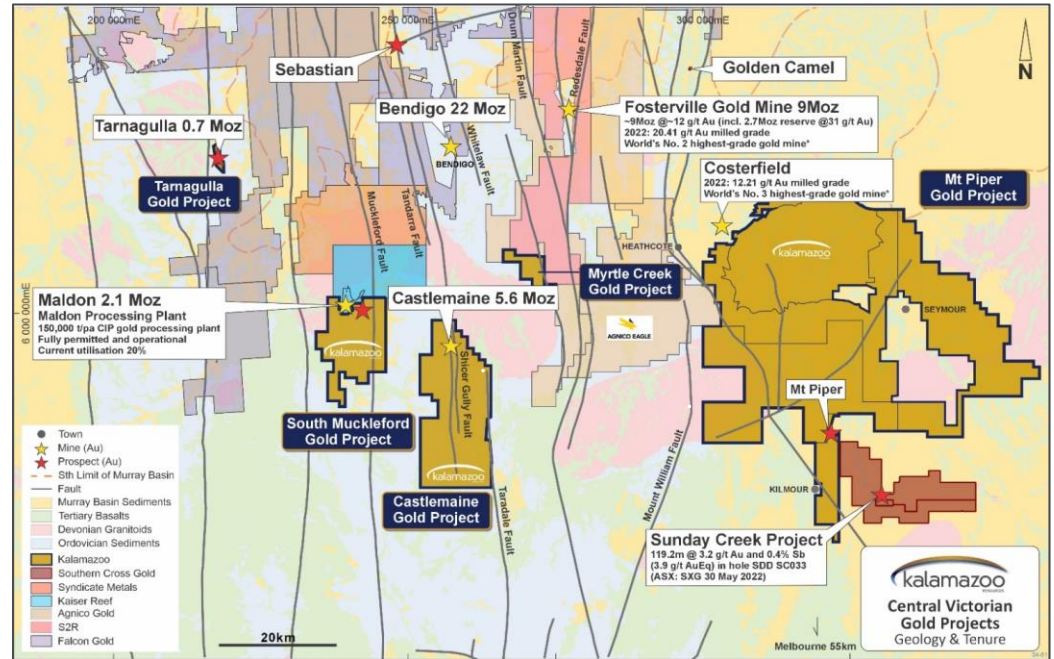 200 000mE
250 000mE
300 000mE
6 000 000mE
N
Sebastian
Golden Camel
Drum Martin Fault
Redesdale Fault
Bendigo 22 Moz
BENDIGO
Whitelaw Fault
Fosterville Gold Mine 9Moz
~9Moz @~12 g/t Au (incl. 2.7Moz reserve @31 g/t Au)
2022: 20.41 g/t Au milled grade
World's No. 2 highest-grade gold mine*
Tarnagulla 0.7 Moz
Tarnagulla
Gold Project
Costerfield
2022: 12.21 g/t Au milled grade
World's No. 3 highest-grade gold mine*
Mt Piper
Gold Project
Muckleford Fault
Tandarra Fault
HEATHCOTE
kalamazoo
Myrtle Creek
Gold Project
Maldon 2.1 Moz
Maldon Processing Plant
150,000 t/pa CIP gold processing plant
Fully permitted and operational
Current utilisation 20%
Castlemaine 5.6 Moz
AGNICO EAGLE
SEYMOUR
kalamazoo
Shicer Gully Fault
South Muckleford
Gold Project
Mt Piper
kalamazoo
Castlemaine
Gold Project
Taradale Fault
Mount William Fault
KILMOUR
Sunday Creek Project
119.2m @ 3.2 g/t Au and 0.4% Sb
(3.9 g/t AuEq) in hole SDD SC033
(ASX: SXG 30 May 2022)
Town
Mine (Au)
Prospect (Au)
Sth Limit of Murray Basin
Fault
Murray Basin Sediments
Tertiary Basalts
Devonian Granitoids
Ordovician Sediments
Kalamazoo
Southern Cross Gold
Syndicate Metals
Kaiser Reef
Agnico Gold
S2R
Falcon Gold
20km
Melbourne 55km
kalamazoo
RESOURCES
Central Victorian
Gold Projects
Geology & Tenure